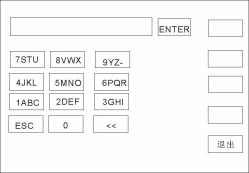 ENTER
7STU 8VWX 9YZ-
4JKL 5MNO 6PQR
1ABC 2DEF 3GHI
ESC 0 <<
退出